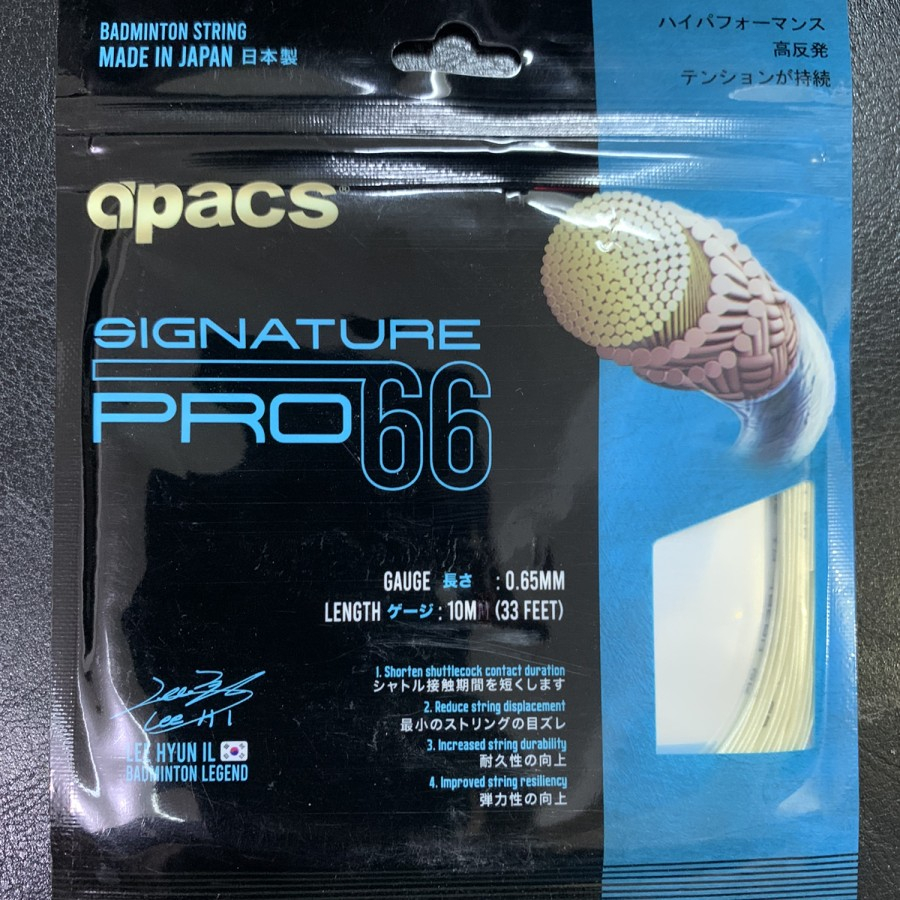 BADMINTON STRING
MADE IN JAPAN 日本製
ハイパフォーマンス
高反発
テンションが持続
apacs®
SIGNATURE
PRO 66
GAUGE 長さ : 0.65MM
LENGTH ゲージ : 10M (33 FEET)
1. Shorten shuttlecock contact duration
シャトル接触期間を短くします
2. Reduce string displacement
最小のストリングの目ズレ
3. Increased string durability
耐久性の向上
4. Improved string resiliency
弾力性の向上
Lee HI
LEE HYUN IL
BADMINTON LEGEND